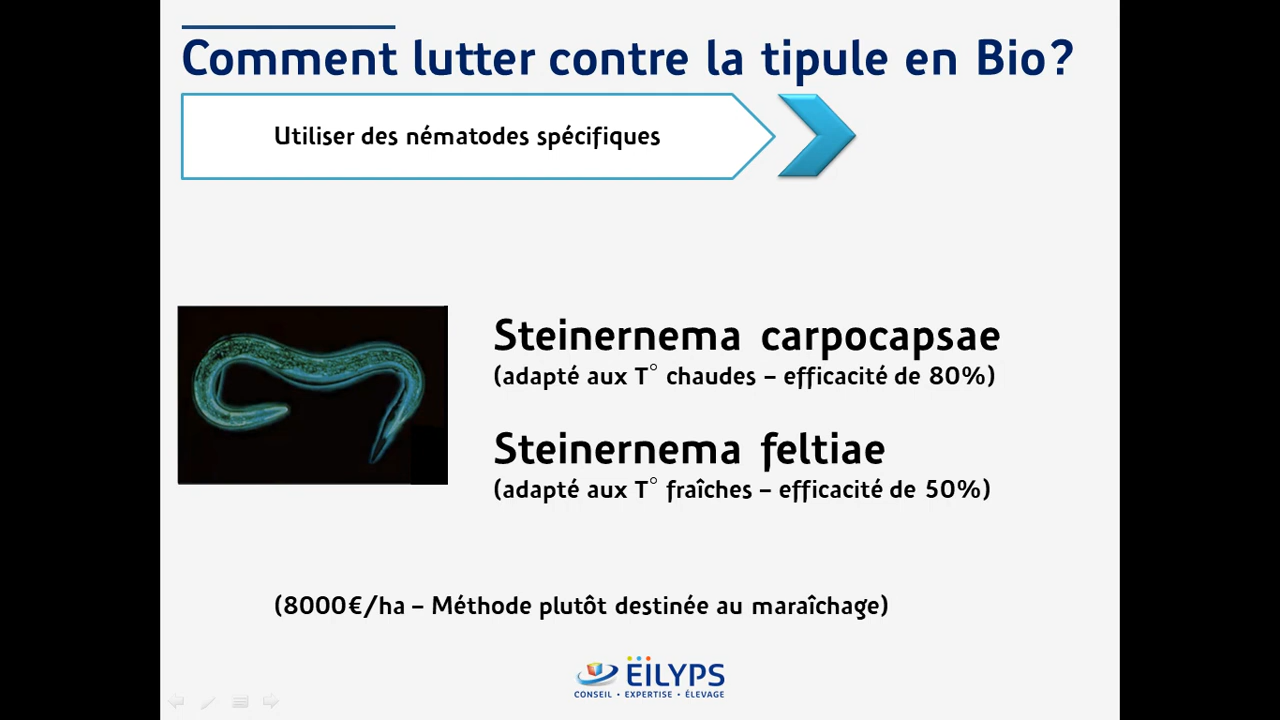 Comment lutter contre la tipule en Bio?
Utiliser des nématodes spécifiques
Steinernema carpocapsae
(adapté aux T° chaudes – efficacité de 80%)
Steinernema feltiae
(adapté aux T° fraîches – efficacité de 50%)
(8000€/ha – Méthode plutôt destinée au maraîchage)
ËÏLYPS
CONSEIL • EXPERTISE • ÉLEVAGE